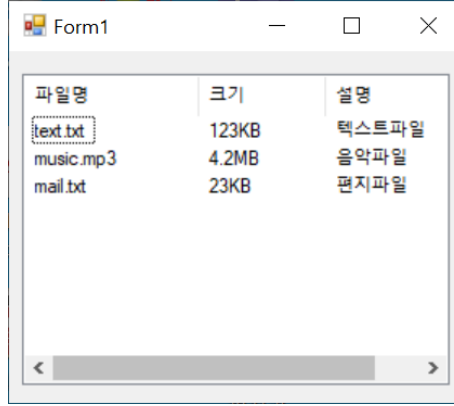 Form1
파일명 크기 설명
text.txt 123KB 텍스트파일
music.mp3 4.2MB 음악파일
mail.txt 23KB 편지파일